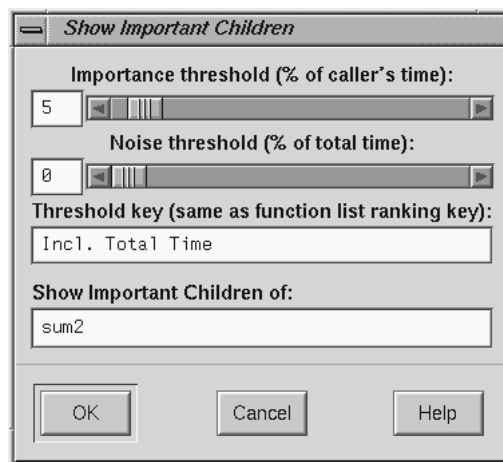 Show Important Children
Importance threshold (% of caller's time):
5
Noise threshold (% of total time):
0
Threshold key (same as function list ranking key):
Incl. Total Time
Show Important Children of:
sum2
OK Cancel Help